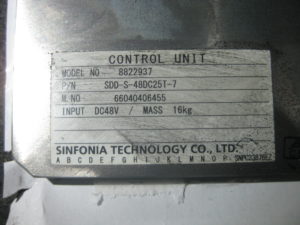 CONTROL UNIT
MODEL NO 8822937
P/N SDD-S-48DC25T-7
M.NO 66040406455
INPUT DC48V / MASS 16kg
SINFONIA TECHNOLOGY CO., LTD.
A B C D E F G H I J K L M N O P